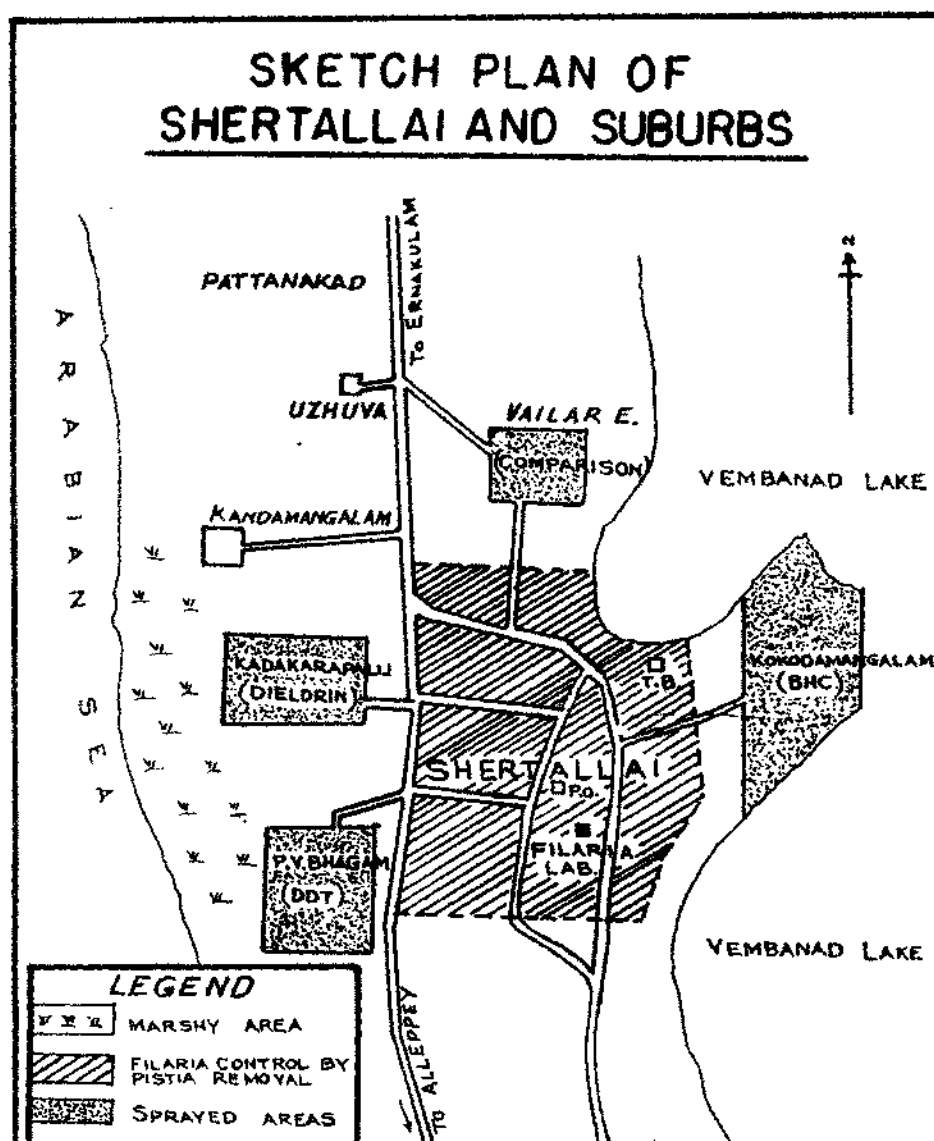 SKETCH PLAN OF
SHERTALLAI AND SUBURBS
N
PATTANAKAD
TO ERNAKULAM
ARABIAN SEA
UZHUVA
VAILAR E.
(COMPARISON)
VEMBANAD LAKE
KANDAMANGALAM
KADAKARAPALLI
(DIELDRIN)
T.B.
KOKODAMANGALAM
(BHC)
SHERTALLAI
P.O.
FILARIA
LAB.
P.V. BHAGAM
(DDT)
VEMBANAD LAKE
TO ALLEPPEY
LEGEND
MARSHY AREA
FILARIA CONTROL BY
PISTIA REMOVAL
SPRAYED AREAS